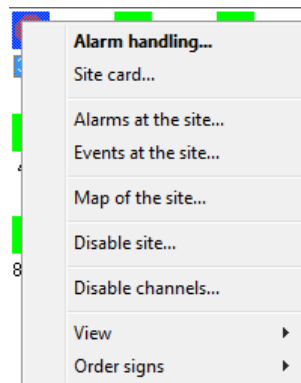 Alarm handling...
Site card...
Alarms at the site...
Events at the site...
Map of the site...
Disable site...
Disable channels...
View
Order signs
8